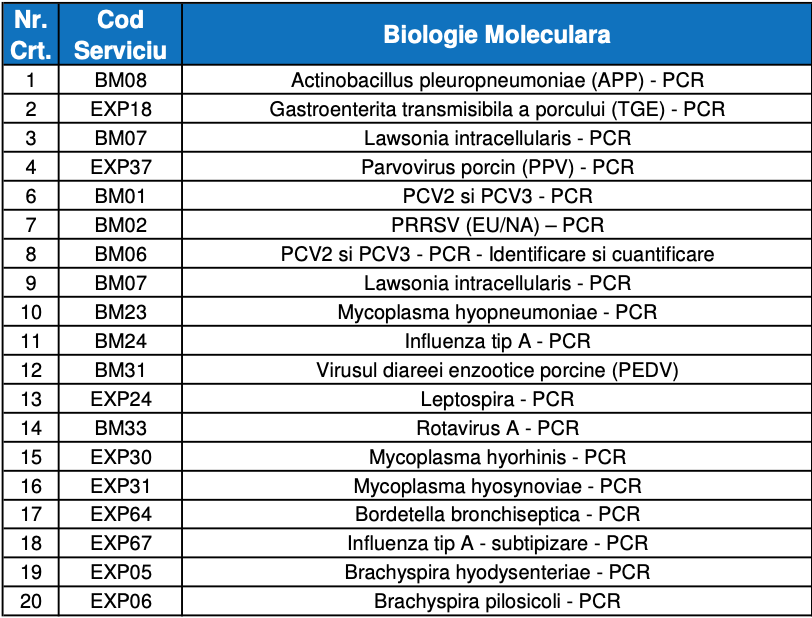 Nr. Crt. Cod Serviciu Biologie Moleculara
1 BM08 Actinobacillus pleuropneumoniae (APP) - PCR
2 EXP18 Gastroenterita transmisibila a porcului (TGE) - PCR
3 BM07 Lawsonia intracellularis - PCR
4 EXP37 Parvovirus porcin (PPV) - PCR
6 BM01 PCV2 si PCV3 - PCR
7 BM02 PRRSV (EU/NA) – PCR
8 BM06 PCV2 si PCV3 - PCR - Identificare si cuantificare
9 BM07 Lawsonia intracellularis - PCR
10 BM23 Mycoplasma hyopneumoniae - PCR
11 BM24 Influenza tip A - PCR
12 BM31 Virusul diareei enzootice porcine (PEDV)
13 EXP24 Leptospira - PCR
14 BM33 Rotavirus A - PCR
15 EXP30 Mycoplasma hyorhinis - PCR
16 EXP31 Mycoplasma hyosynoviae - PCR
17 EXP64 Bordetella bronchiseptica - PCR
18 EXP67 Influenza tip A - subtipizare - PCR
19 EXP05 Brachyspira hyodysenteriae - PCR
20 EXP06 Brachyspira pilosicoli - PCR